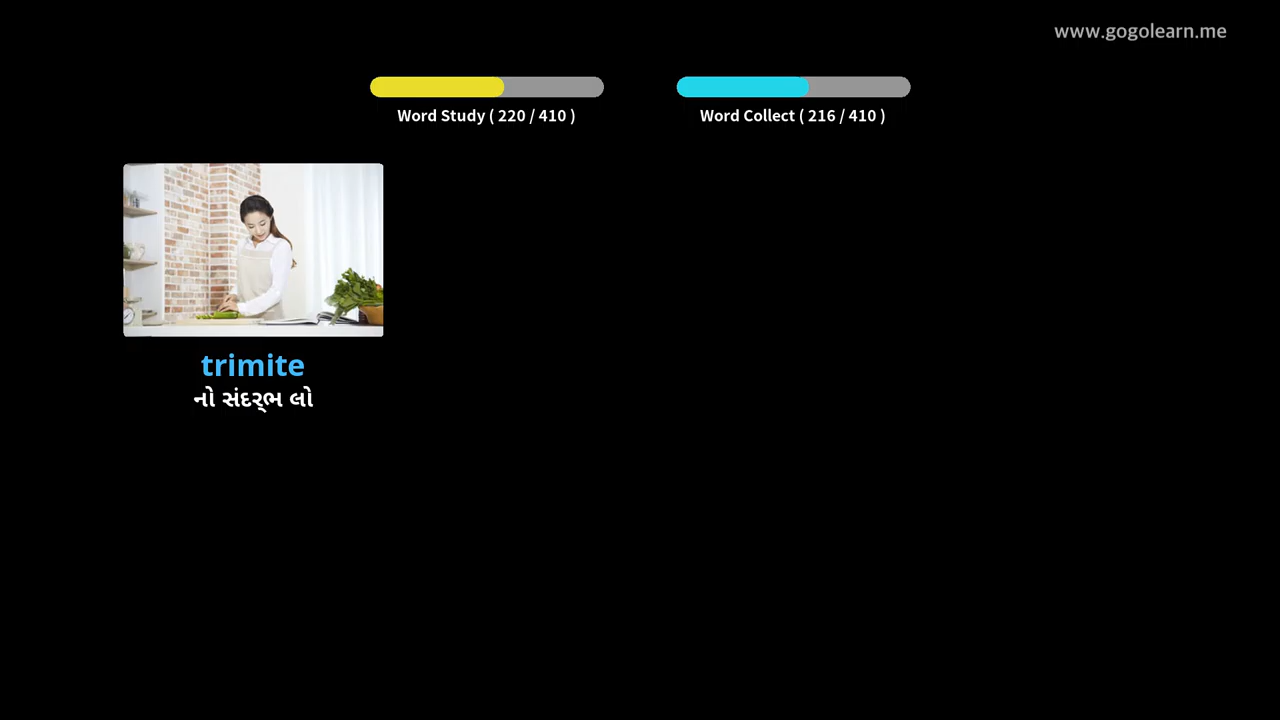 www.gogolearn.me
Word Study ( 220 / 410 )
Word Collect ( 216 / 410 )
trimite
નો સંદર્ભ લો